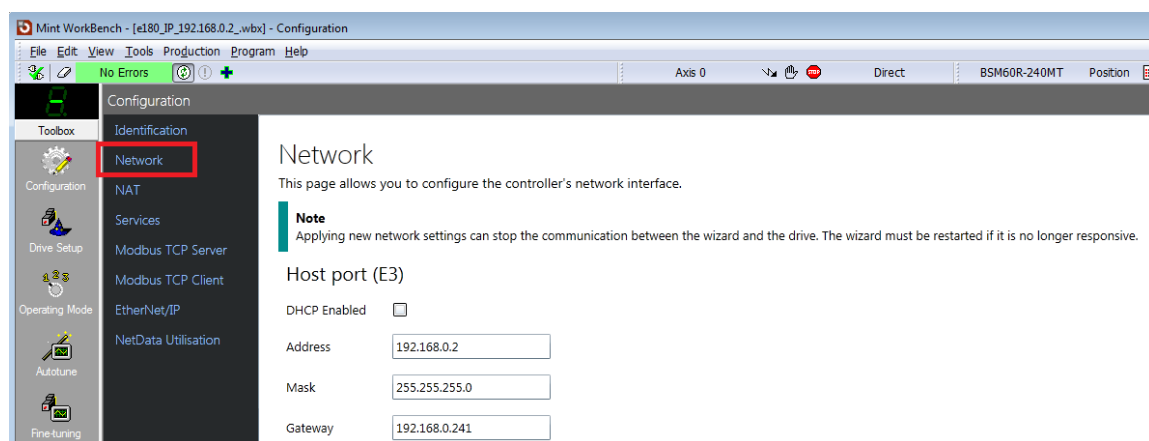 Mint WorkBench - [e180_IP_192.168.0.2_.wbx] - Configuration
File Edit View Tools Production Program Help
No Errors Axis 0 STOP Direct BSM60R-240MT Position
Configuration
Toolbox
Configuration
Drive Setup
Operating Mode
Autotune
Fine-tuning
Identification
Network
NAT
Services
Modbus TCP Server
Modbus TCP Client
EtherNet/IP
NetData Utilisation
Network
This page allows you to configure the controller's network interface.
Note
Applying new network settings can stop the communication between the wizard and the drive. The wizard must be restarted if it is no longer responsive.
Host port (E3)
DHCP Enabled
Address 192.168.0.2
Mask 255.255.255.0
Gateway 192.168.0.241